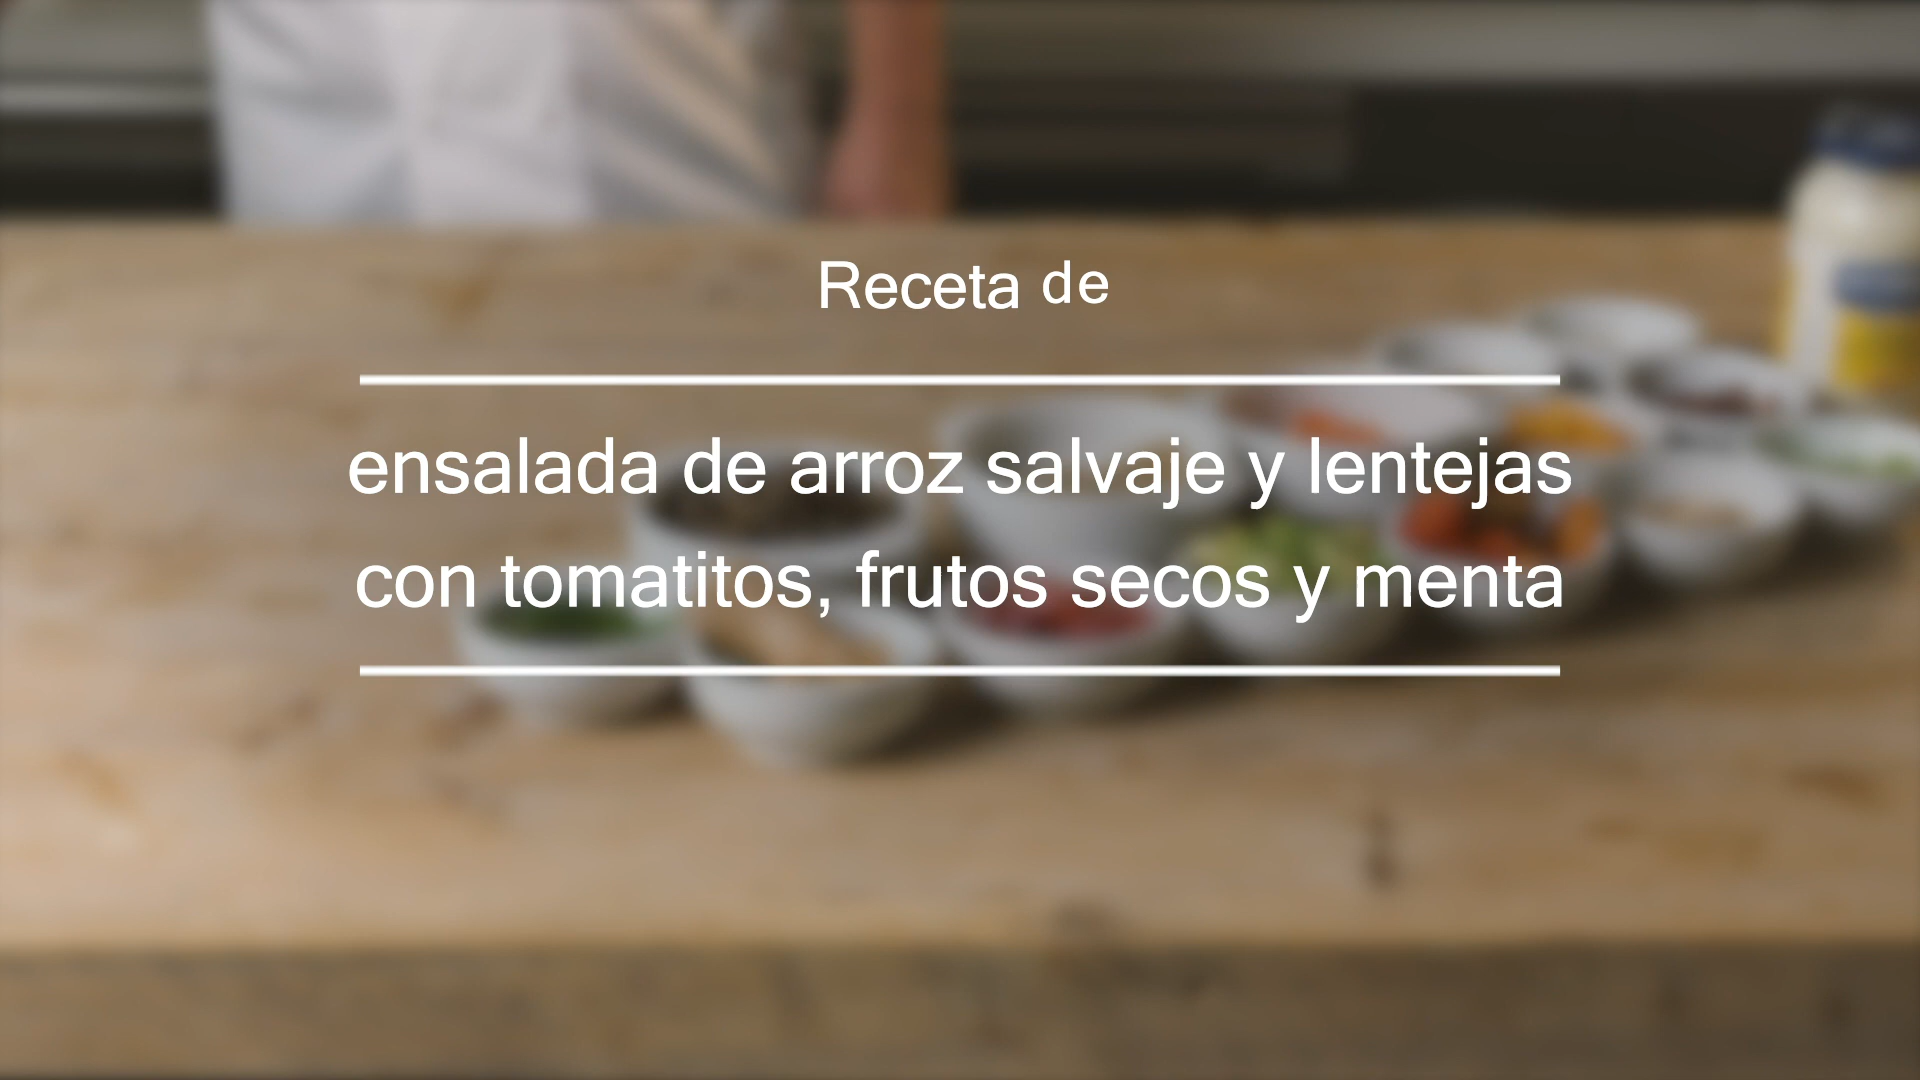 Receta de
ensalada de arroz salvaje y lentejas
con tomatitos, frutos secos y menta